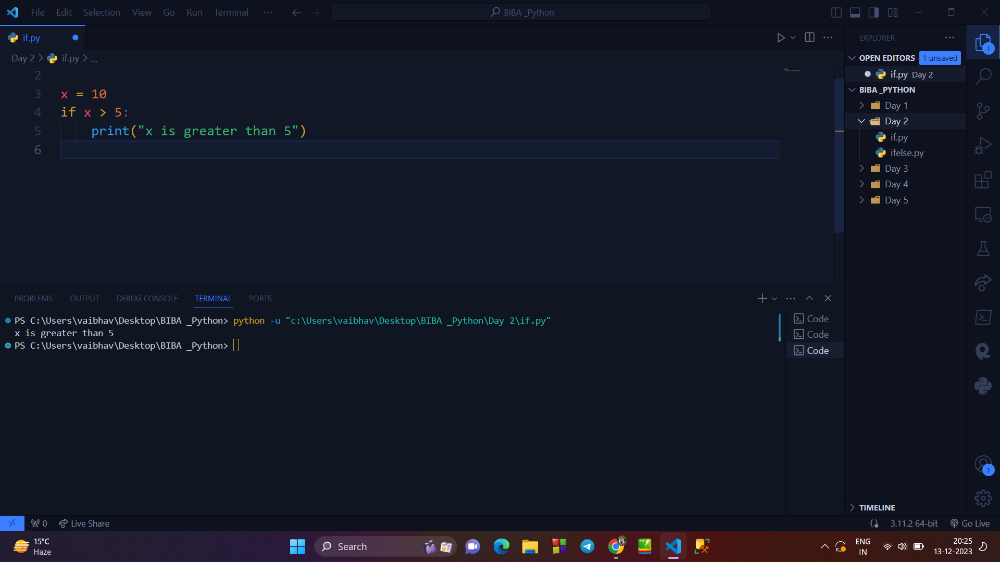 File Edit Selection View Go Run Terminal ... BIBA _Python
if.py
Day 2 > if.py > ...
2
3 x = 10
4 if x > 5:
5 print("x is greater than 5")
6
EXPLORER ...
OPEN EDITORS 1 unsaved
if.py Day 2
BIBA _PYTHON
Day 1
Day 2
if.py
ifelse.py
Day 3
Day 4
Day 5
TIMELINE
1
1
PROBLEMS OUTPUT DEBUG CONSOLE TERMINAL PORTS
PS C:\Users\vaibhav\Desktop\BIBA _Python> python -u "c:\Users\vaibhav\Desktop\BIBA _Python\Day 2\if.py"
x is greater than 5
PS C:\Users\vaibhav\Desktop\BIBA _Python>
Code
Code
Code
0 Live Share 3.11.2 64-bit Go Live
15°C
Haze
Search
ENG
IN
20:25
13-12-2023